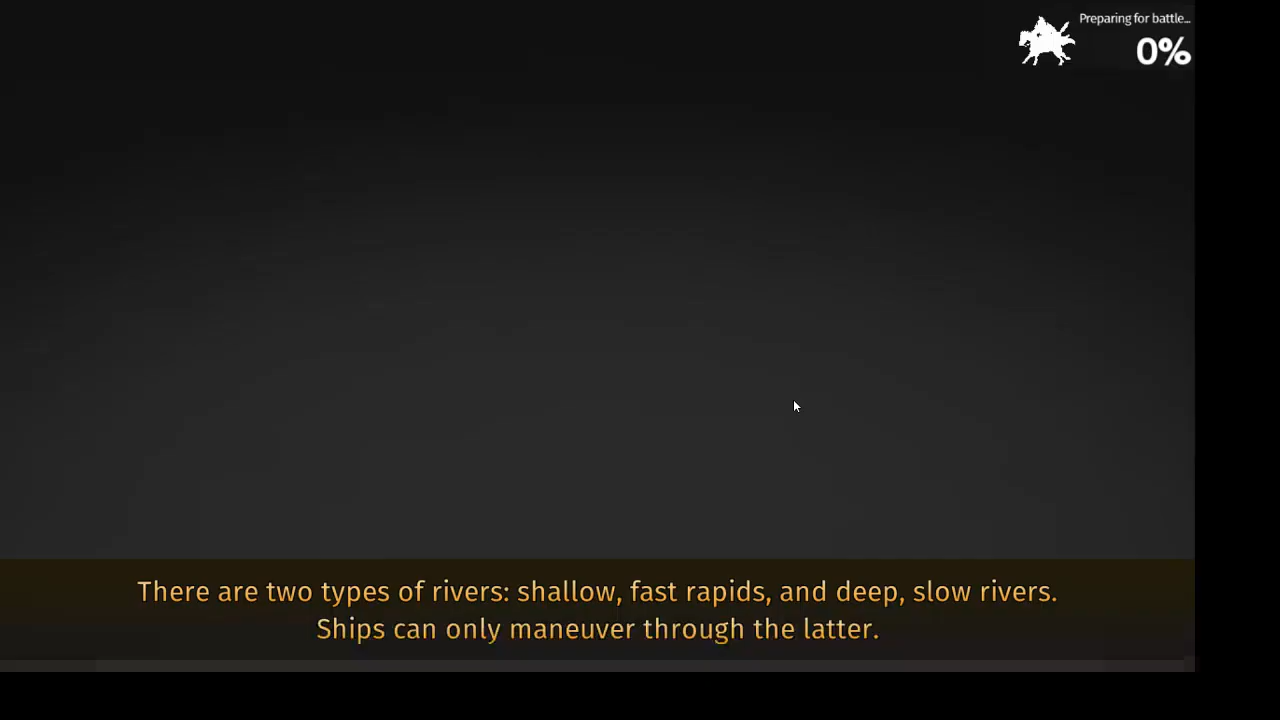 Preparing for battle...
0%
There are two types of rivers: shallow, fast rapids, and deep, slow rivers.
Ships can only maneuver through the latter.